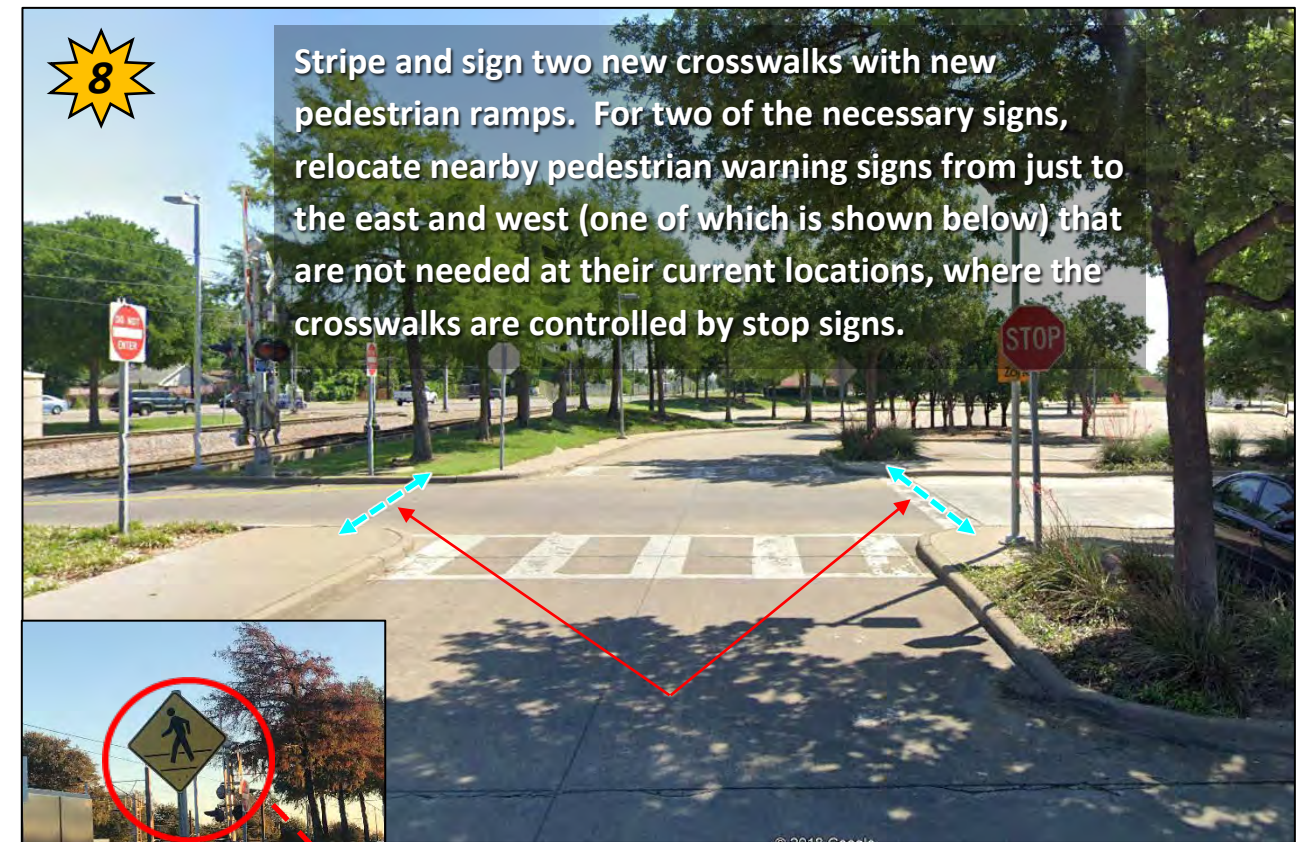 8
Stripe and sign two new crosswalks with new
pedestrian ramps.  For two of the necessary signs,
relocate nearby pedestrian warning signs from just to
the east and west (one of which is shown below) that
are not needed at their current locations, where the
crosswalks are controlled by stop signs.
DO NOT
ENTER
STOP
© 2018 Google